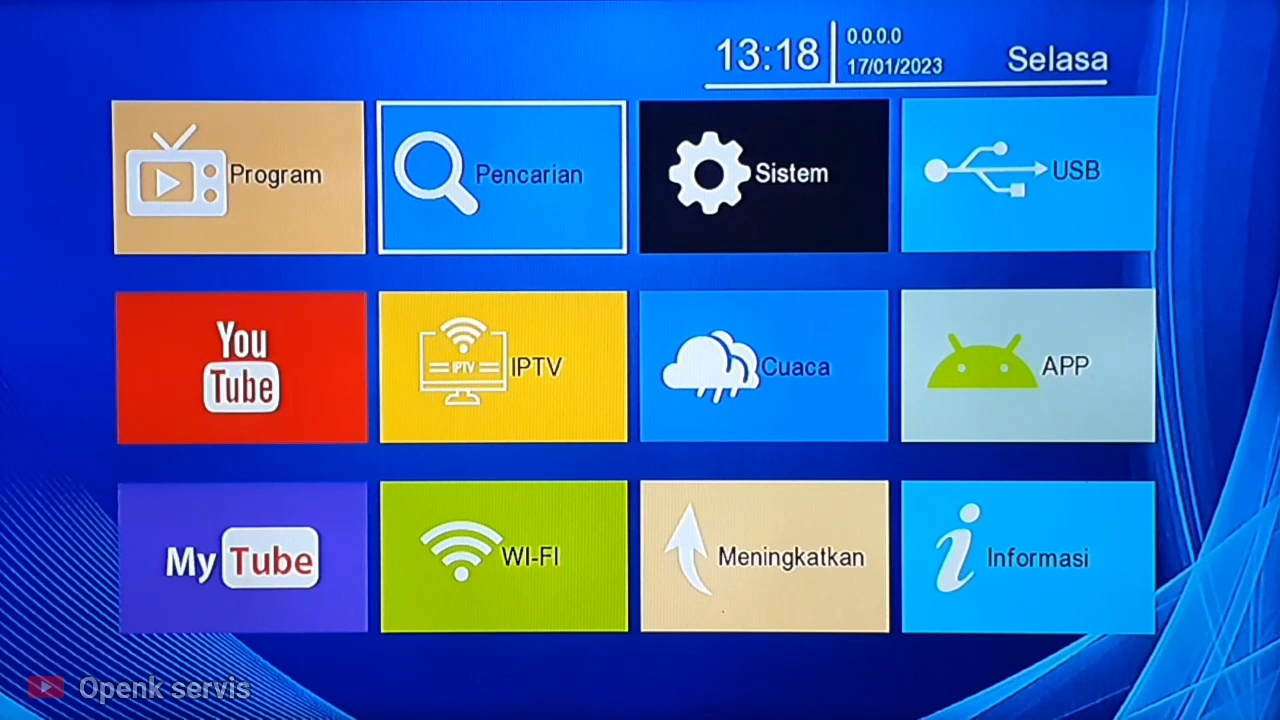 13:18
0.0.0.0
17/01/2023
Selasa
Program
Pencarian
Sistem
USB
You
Tube
IPTV
IPTV
Cuaca
APP
My Tube
WI-FI
Meningkatkan
Informasi
Openk servis